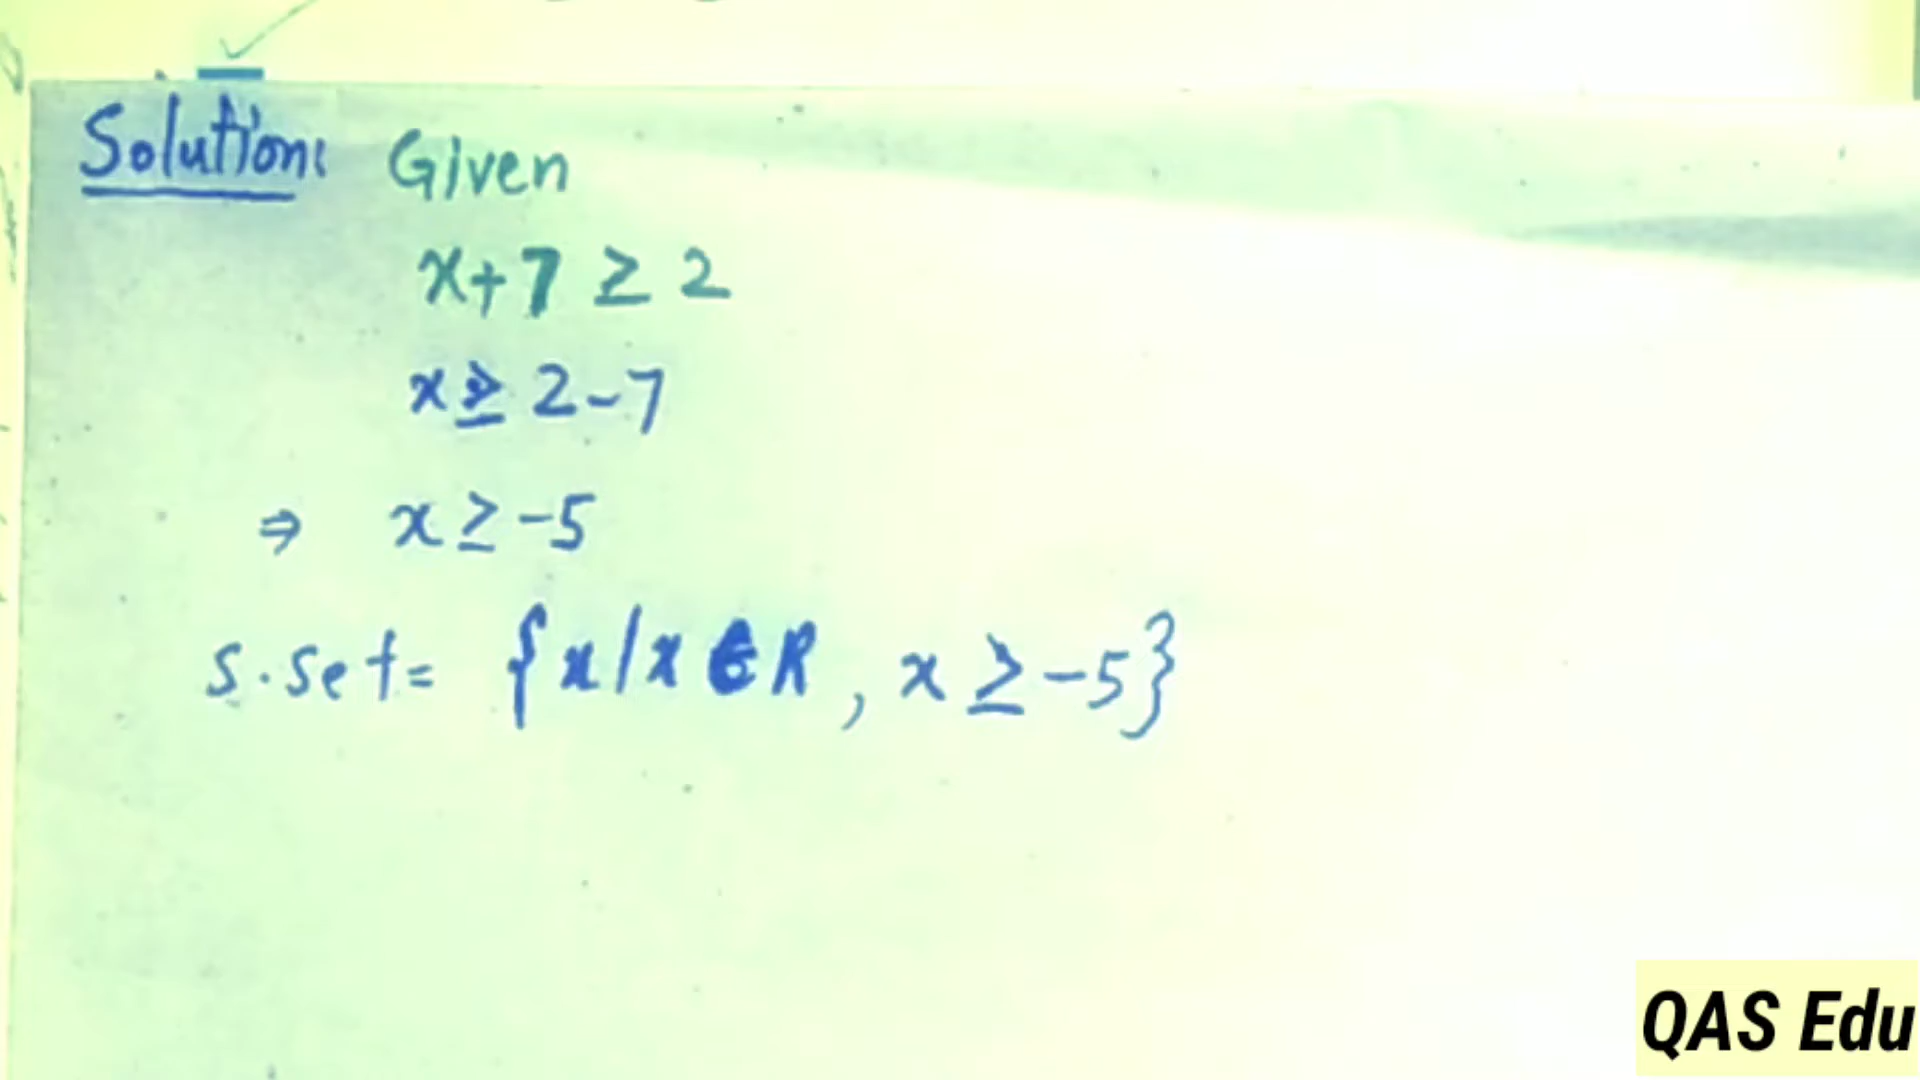 Solution: Given
x+7 ≥ 2
x ≥ 2-7
⇒ x ≥ -5
S.Set = {x/x ∈ R, x ≥ -5}
QAS Edu